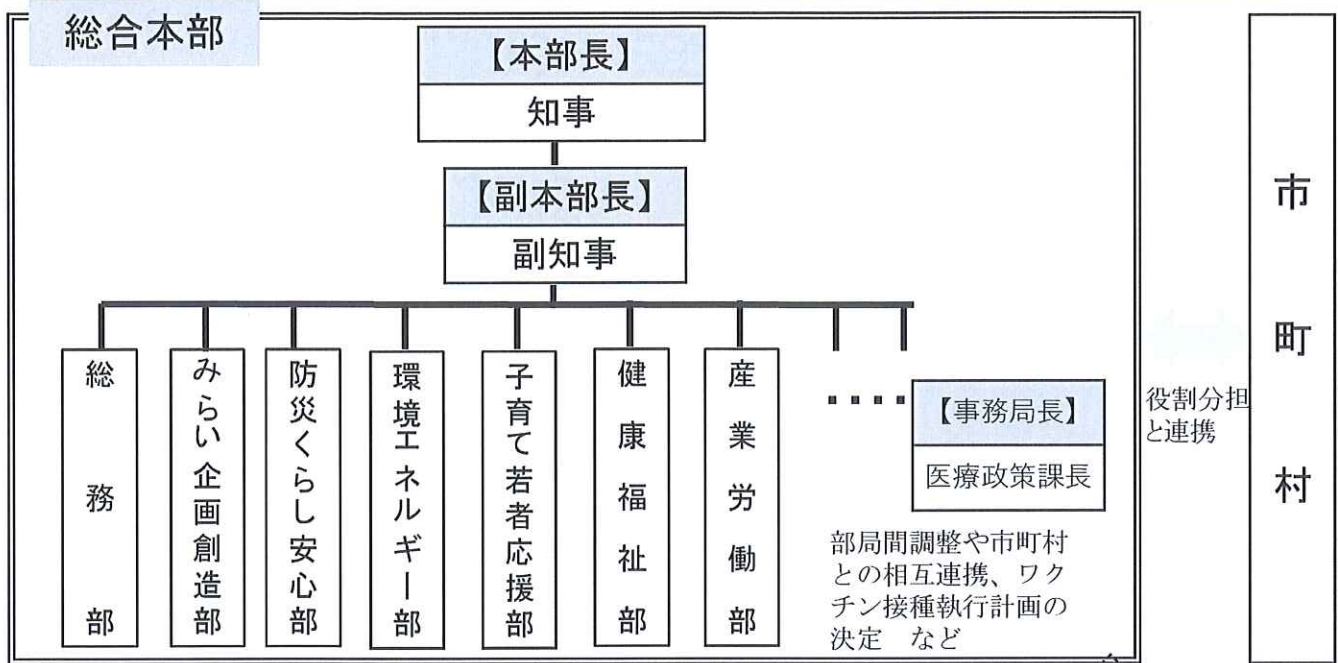 総合本部
【本部長】
知事
【副本部長】
副知事
総務部
みらい企画創造部
防災くらし安心部
環境エネルギー部
子育て若者応援部
健康福祉部
産業労働部
‥‥
【事務局長】
医療政策課長
部局間調整や市町村
との相互連携、ワク
チン接種執行計画の
決定 など
役割分担
と連携
市町村